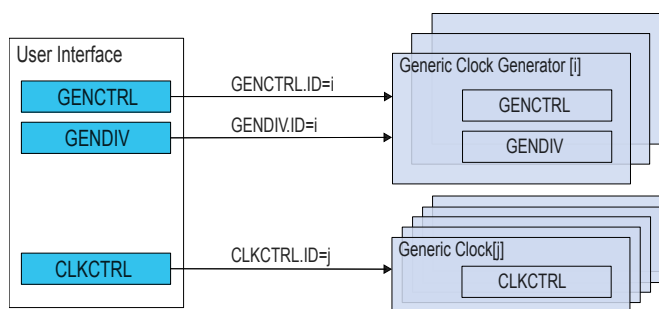 User Interface
GENCTRL
GENDIV
CLKCTRL
GENCTRL.ID=i
GENDIV.ID=i
CLKCTRL.ID=j
Generic Clock Generator [i]
GENCTRL
GENDIV
Generic Clock[j]
CLKCTRL